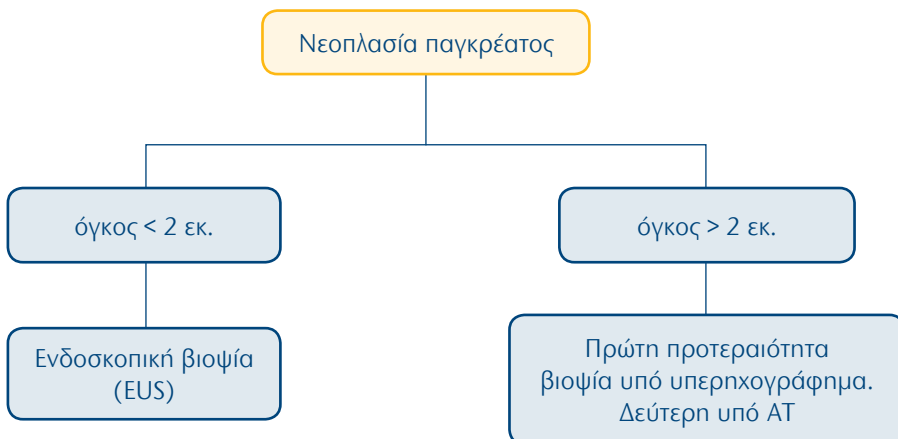 Νεοπλασία παγκρέατος
όγκος < 2 εκ.
όγκος > 2 εκ.
Ενδοσκοπική βιοψία
(EUS)
Πρώτη προτεραιότητα
βιοψία υπό υπερηχογράφημα.
Δεύτερη υπό ΑΤ